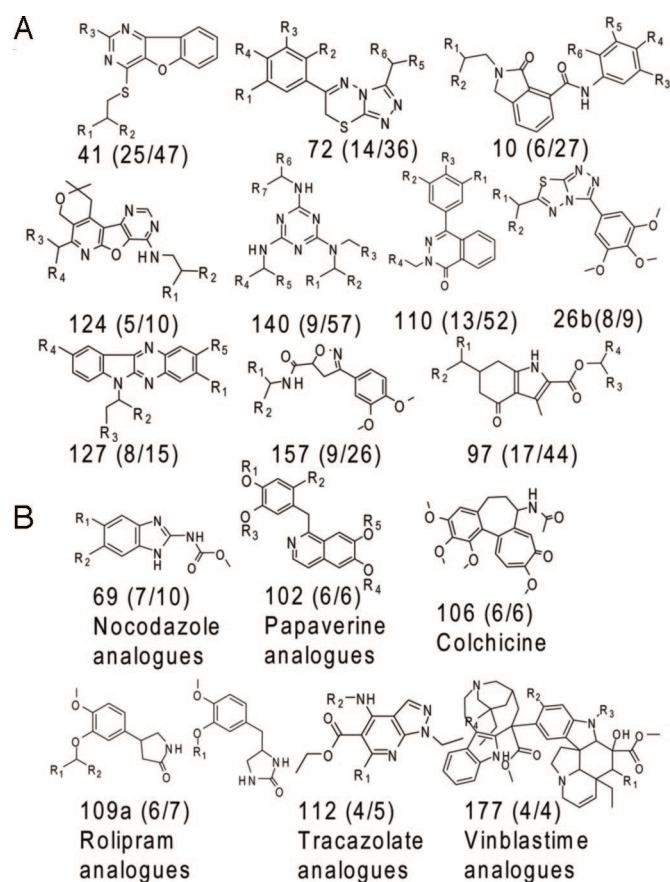 A
41 (25/47)
72 (14/36)
10 (6/27)
124 (5/10)
140 (9/57)
110 (13/52)
26b(8/9)
127 (8/15)
157 (9/26)
97 (17/44)
B
69 (7/10)
Nocodazole
analogues
102 (6/6)
Papaverine
analogues
106 (6/6)
Colchicine
109a (6/7)
Rolipram
analogues
112 (4/5)
Tracazolate
analogues
177 (4/4)
Vinblastime
analogues